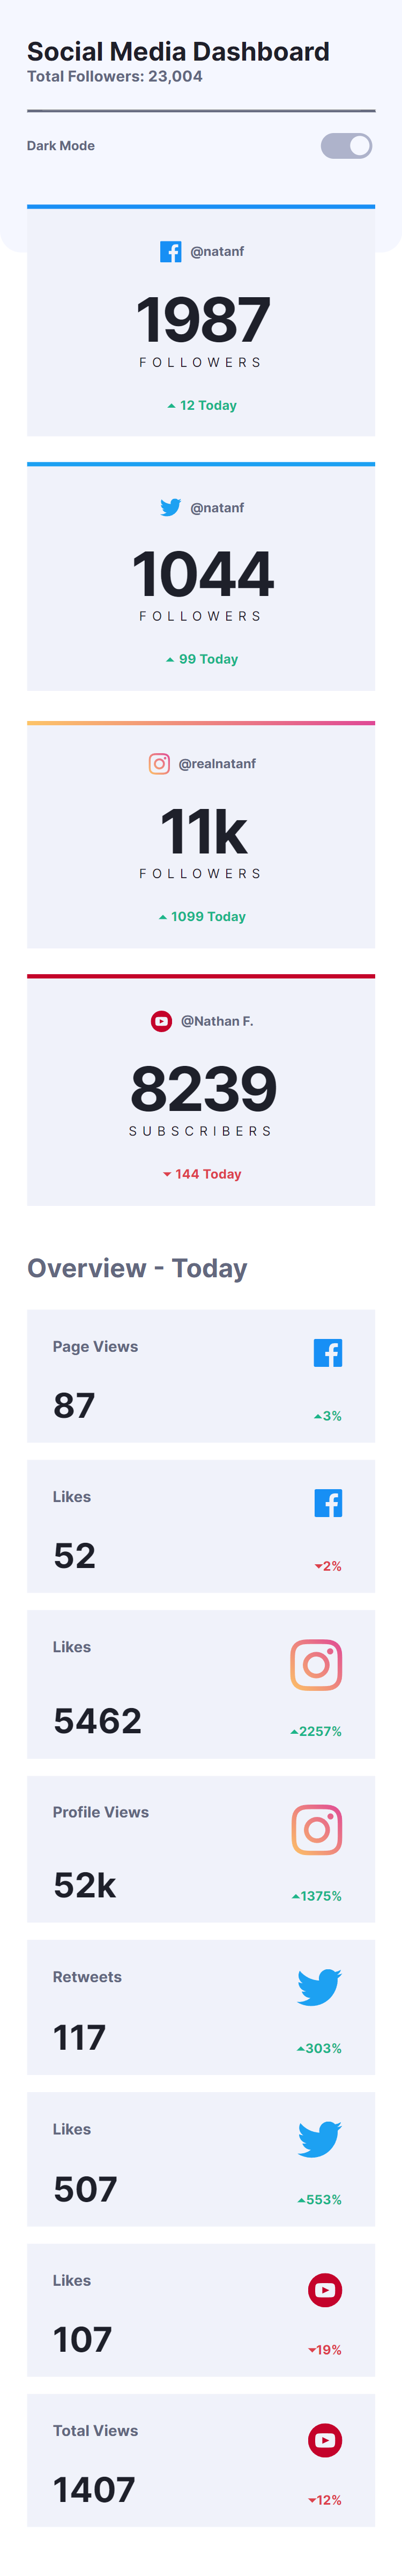 Social Media Dashboard
Total Followers: 23,004
Dark Mode
@natanf
1987
FOLLOWERS
12 Today
@natanf
1044
FOLLOWERS
99 Today
@realnatanf
11k
FOLLOWERS
1099 Today
@Nathan F.
8239
SUBSCRIBERS
144 Today
Overview - Today
Page Views
87
3%
Likes
52
2%
Likes
5462
2257%
Profile Views
52k
1375%
Retweets
117
303%
Likes
507
553%
Likes
107
19%
Total Views
1407
12%